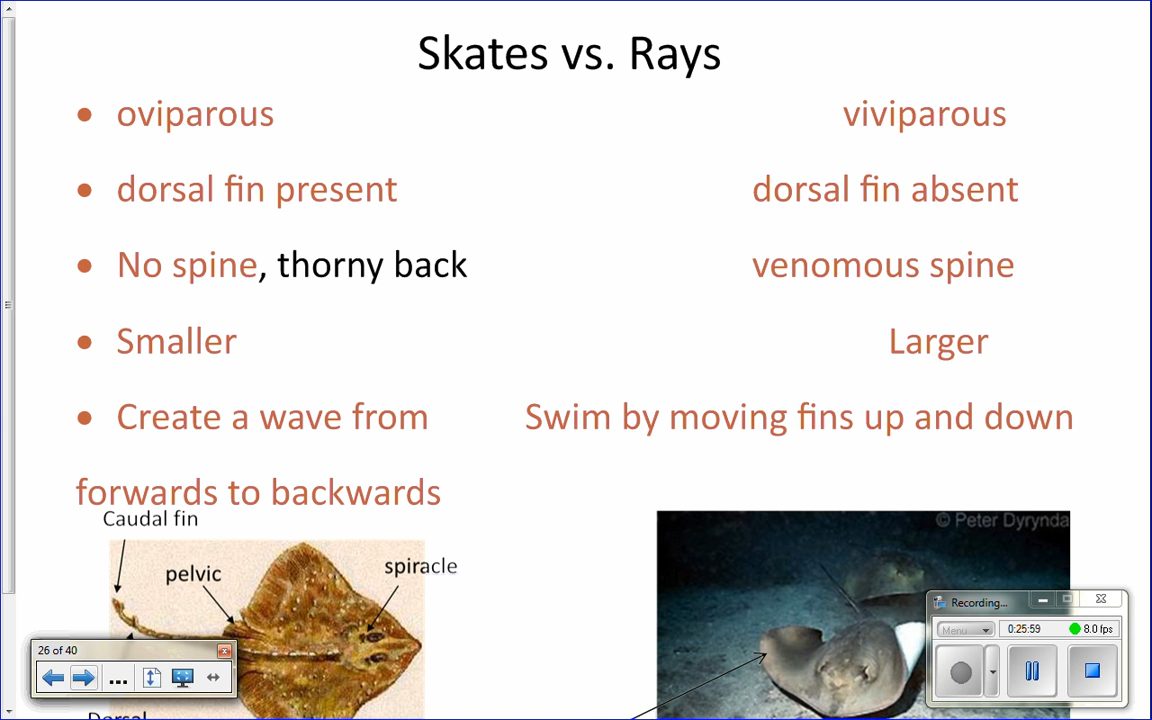 Skates vs. Rays
• oviparous viviparous
• dorsal fin present dorsal fin absent
• No spine, thorny back venomous spine
• Smaller Larger
• Create a wave from Swim by moving fins up and down
forwards to backwards
Caudal fin
pelvic
spiracle
© Peter Dyrynda
Recording...
Menu
0:25:59
8.0 fps
26 of 40
...